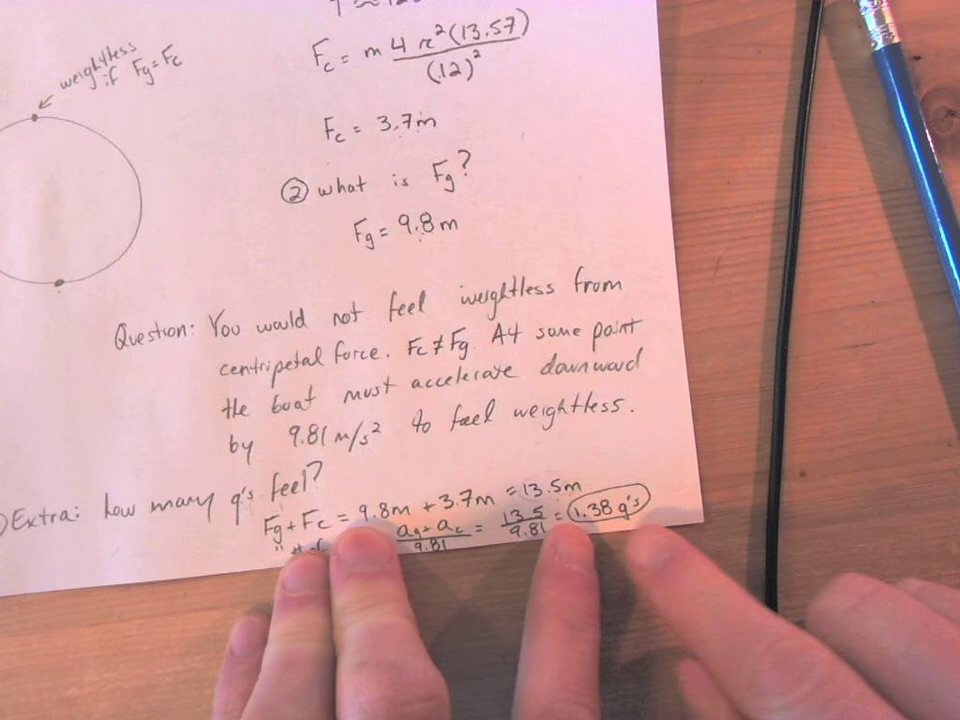 weightless
if Fg = Fc
Fc = m 4π²(13.57) / (12)²
Fc = 3.7m
② what is Fg?
Fg = 9.8m
Question: You would not feel weightless from
centripetal force. Fc ≠ Fg. At some point
the boat must accelerate downward
by 9.81 m/s² to feel weightless.
Extra: how many g's feel?
Fg + Fc = 9.8m + 3.7m = 13.5m
ag + ac / 9.81 = 13.5 / 9.81 = 1.38 g's